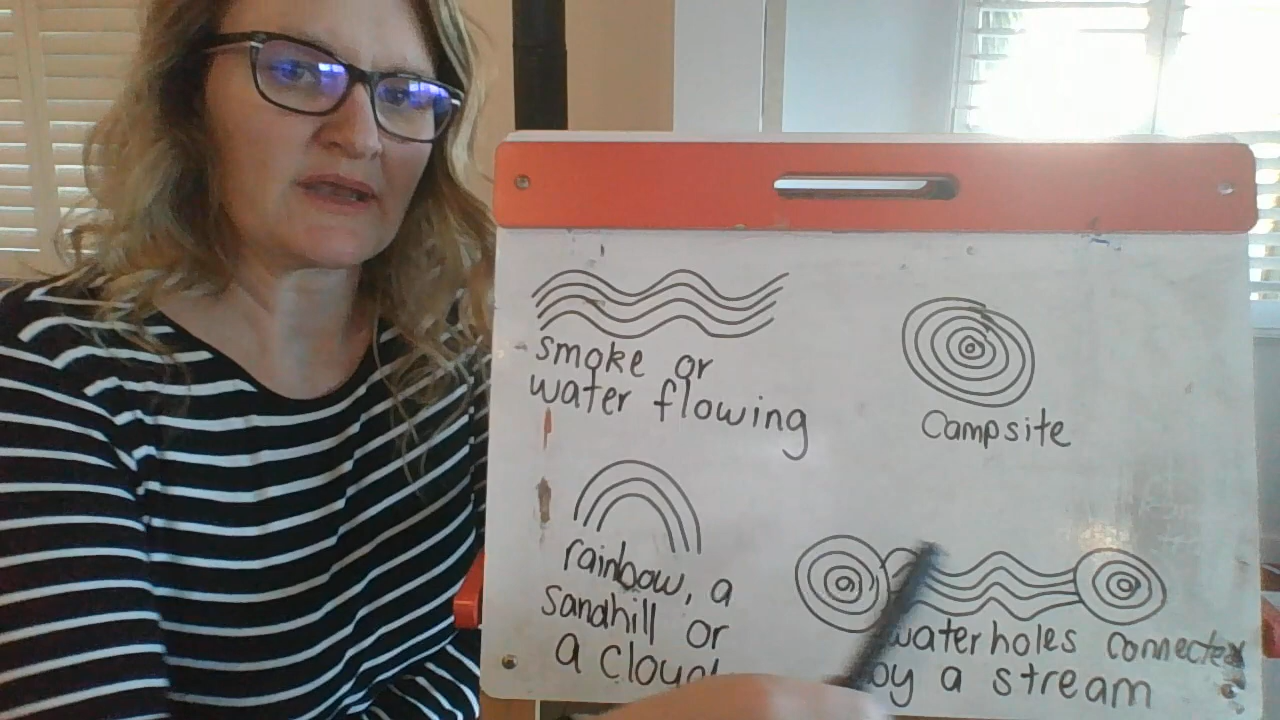 smoke or
water flowing
Campsite
rainbow, a
sandhill or
a cloud
waterholes connected
by a stream